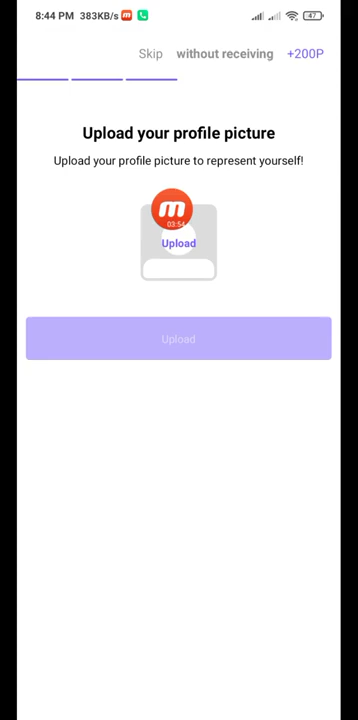 8:44 PM 383KB/s 47
Skip without receiving +200P
Upload your profile picture
Upload your profile picture to represent yourself!
m
03:54
Upload
Upload